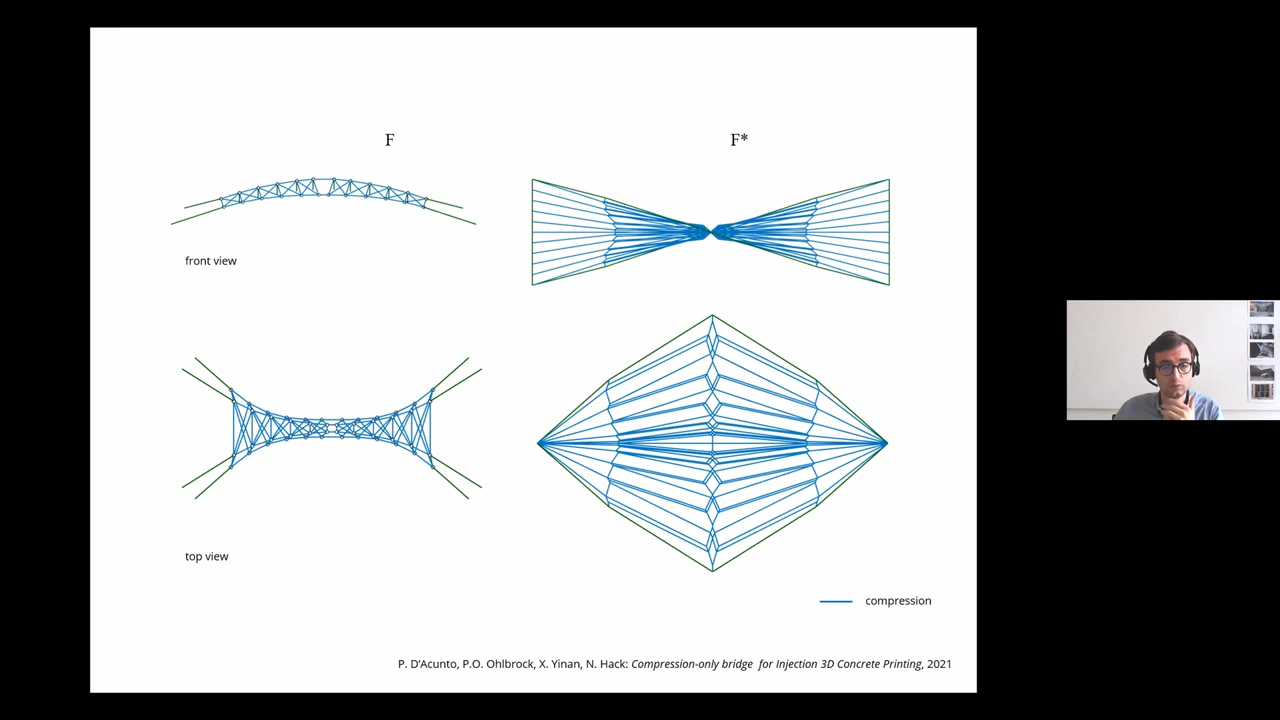 F
F*
front view
top view
compression
P. D'Acunto, P.O. Ohlbrock, X. Yinan, N. Hack: Compression-only bridge for Injection 3D Concrete Printing, 2021